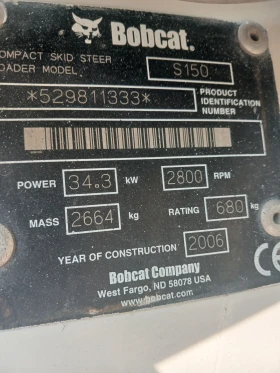 Bobcat.
COMPACT SKID STEER
LOADER MODEL S150
*529811333* PRODUCT IDENTIFICATION NUMBER
POWER 34.3 kW 2800 RPM
MASS 2664 kg RATING 680 kg
YEAR OF CONSTRUCTION 2006
Bobcat Company
West Fargo, ND 58078 USA
www.bobcat.com
CE